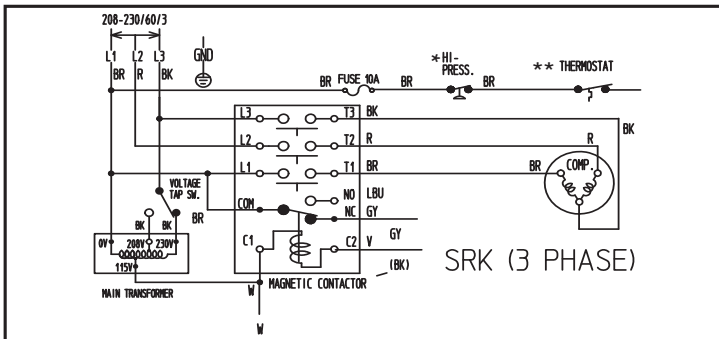 208-230/60/3
L1 L2 L3 GND
BR R BK
BR FUSE 10A BR
*HI-
PRESS. BR
** THERMOSTAT
L3 T3 BK
L2 T2 R
L1 T1 BR
BK
R
BR COMP.
VOLTAGE
TAP SW.
NO LBU
COM NC GY
BR
GY
BK BK
C1 C2 V
(BK)
0V 208V 230V
115V
MAIN TRANSFORMER
W MAGNETIC CONTACTOR
W
SRK (3 PHASE)